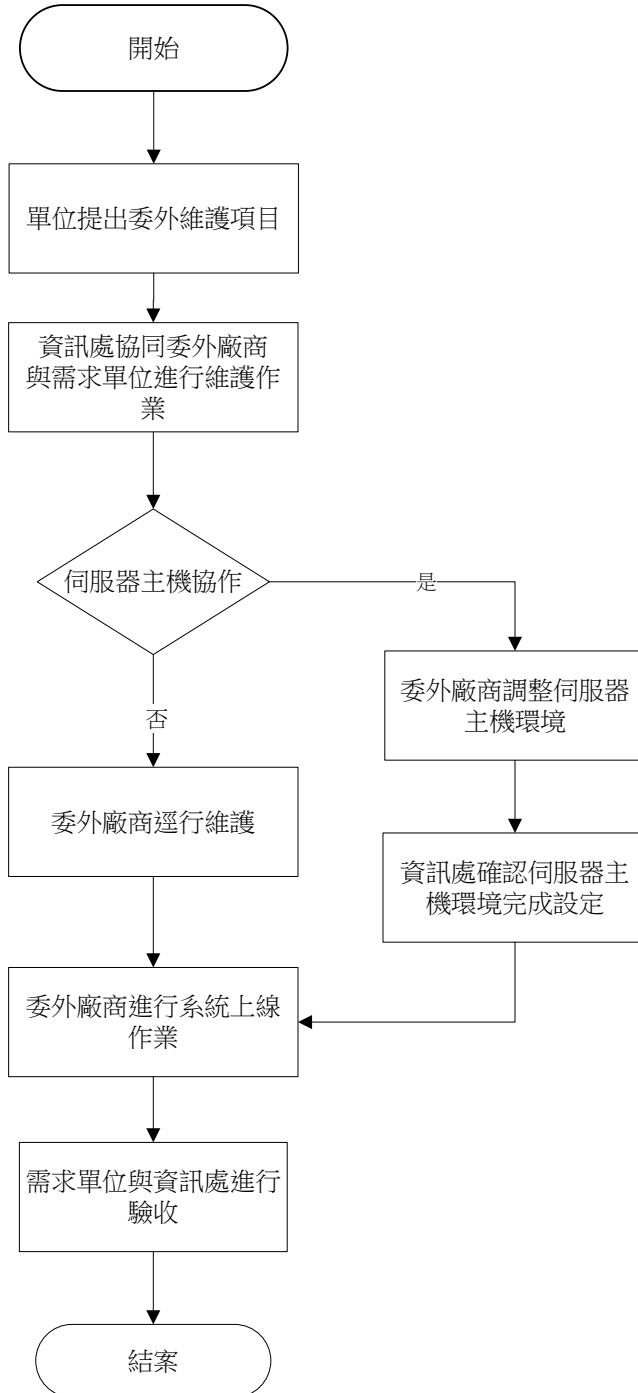 開始
單位提出委外維護項目
資訊處協同委外廠商
與需求單位進行維護作
業
伺服器主機協作
是
委外廠商調整伺服器
主機環境
否
委外廠商逕行維護
資訊處確認伺服器主
機環境完成設定
委外廠商進行系統上線
作業
需求單位與資訊處進行
驗收
結案